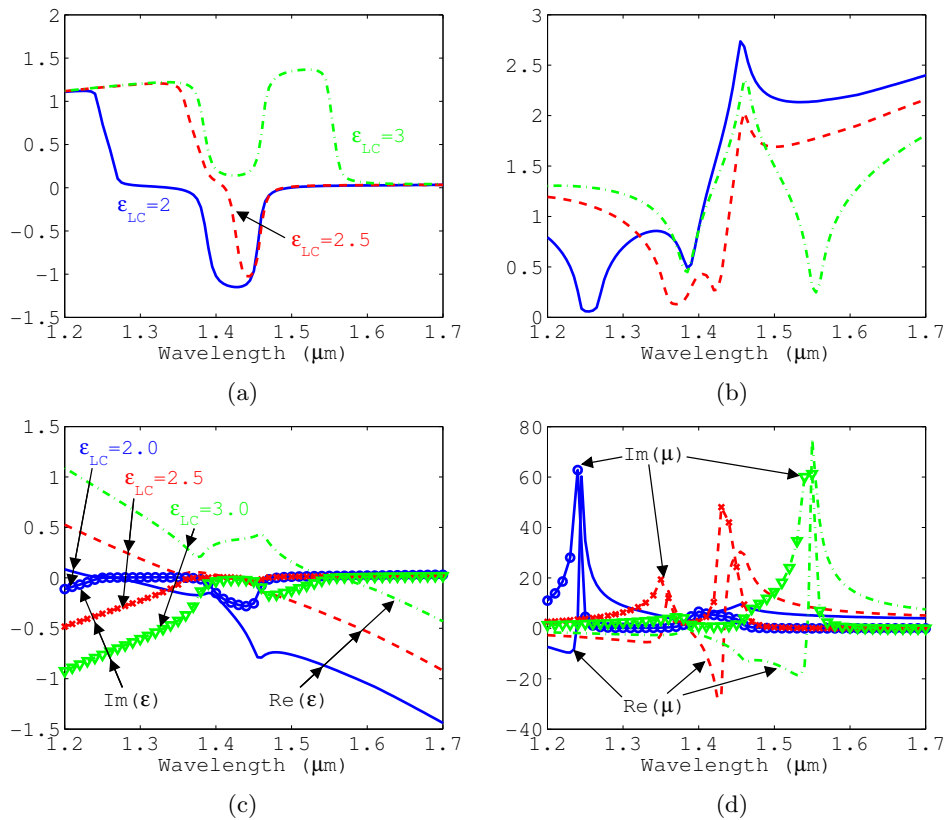 2
1.5
1
0.5
0
−0.5
−1
−1.5
ε_LC=3
ε_LC=2
ε_LC=2.5
1.2 1.3 1.4 1.5 1.6 1.7
Wavelength (μm)
(a)
3
2.5
2
1.5
1
0.5
0
1.2 1.3 1.4 1.5 1.6 1.7
Wavelength (μm)
(b)
1.5
1
0.5
0
−0.5
−1
−1.5
ε_LC=2.0
ε_LC=2.5
ε_LC=3.0
Im(ε)
Re(ε)
1.2 1.3 1.4 1.5 1.6 1.7
Wavelength (μm)
(c)
80
60
40
20
0
−20
−40
Im(μ)
Re(μ)
1.2 1.3 1.4 1.5 1.6 1.7
Wavelength (μm)
(d)